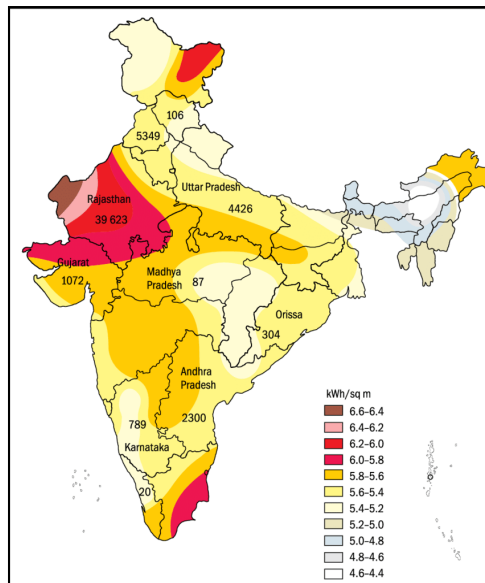 106
5349
Uttar Pradesh
Rajasthan
4426
39 623
Gujarat
1072
Madhya
Pradesh
87
Orissa
304
Andhra
Pradesh
2300
789
Karnataka
20
kWh/sq m
6.6–6.4
6.4–6.2
6.2–6.0
6.0–5.8
5.8–5.6
5.6–5.4
5.4–5.2
5.2–5.0
5.0–4.8
4.8–4.6
4.6–4.4